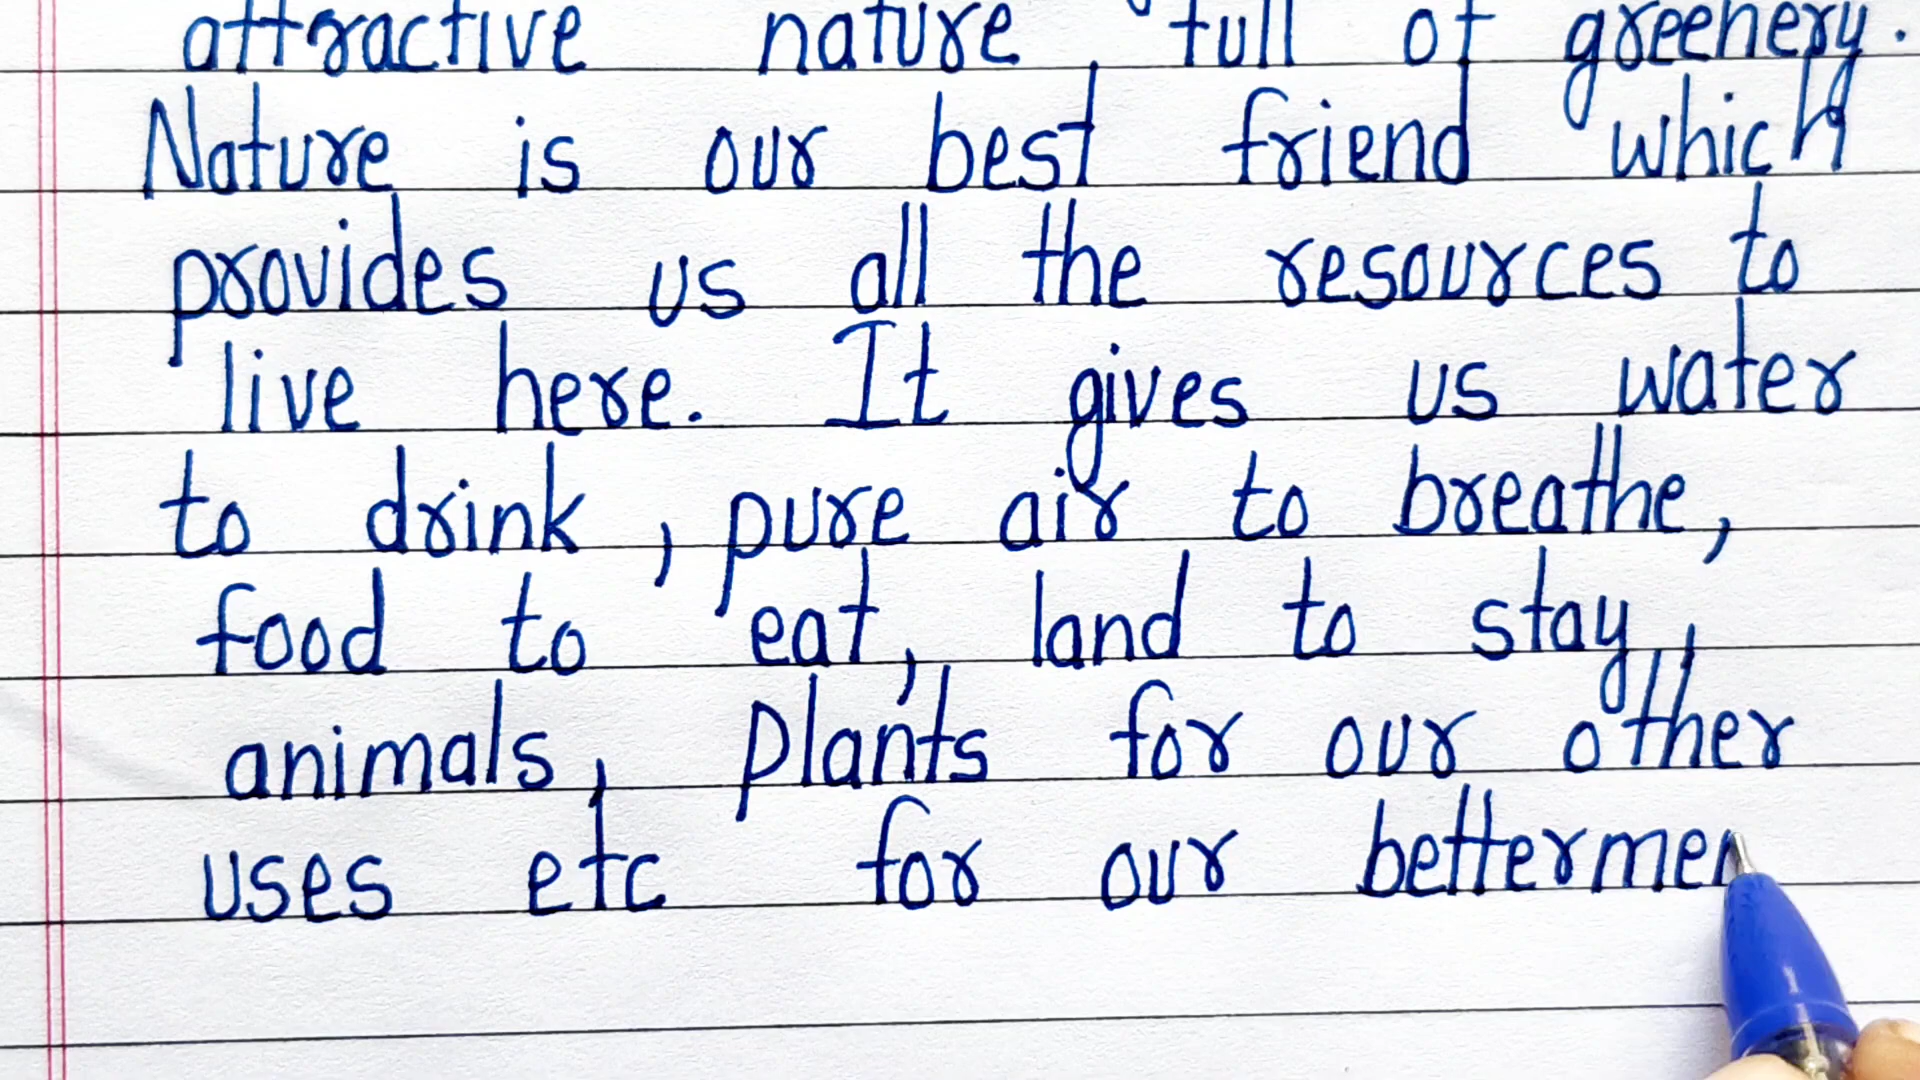 attractive nature, full of greenery.
Nature is our best friend which
provides us all the resources to
live here. It gives us water
to drink, pure air to breathe,
food to eat, land to stay,
animals, plants for our other
uses etc for our bettermen